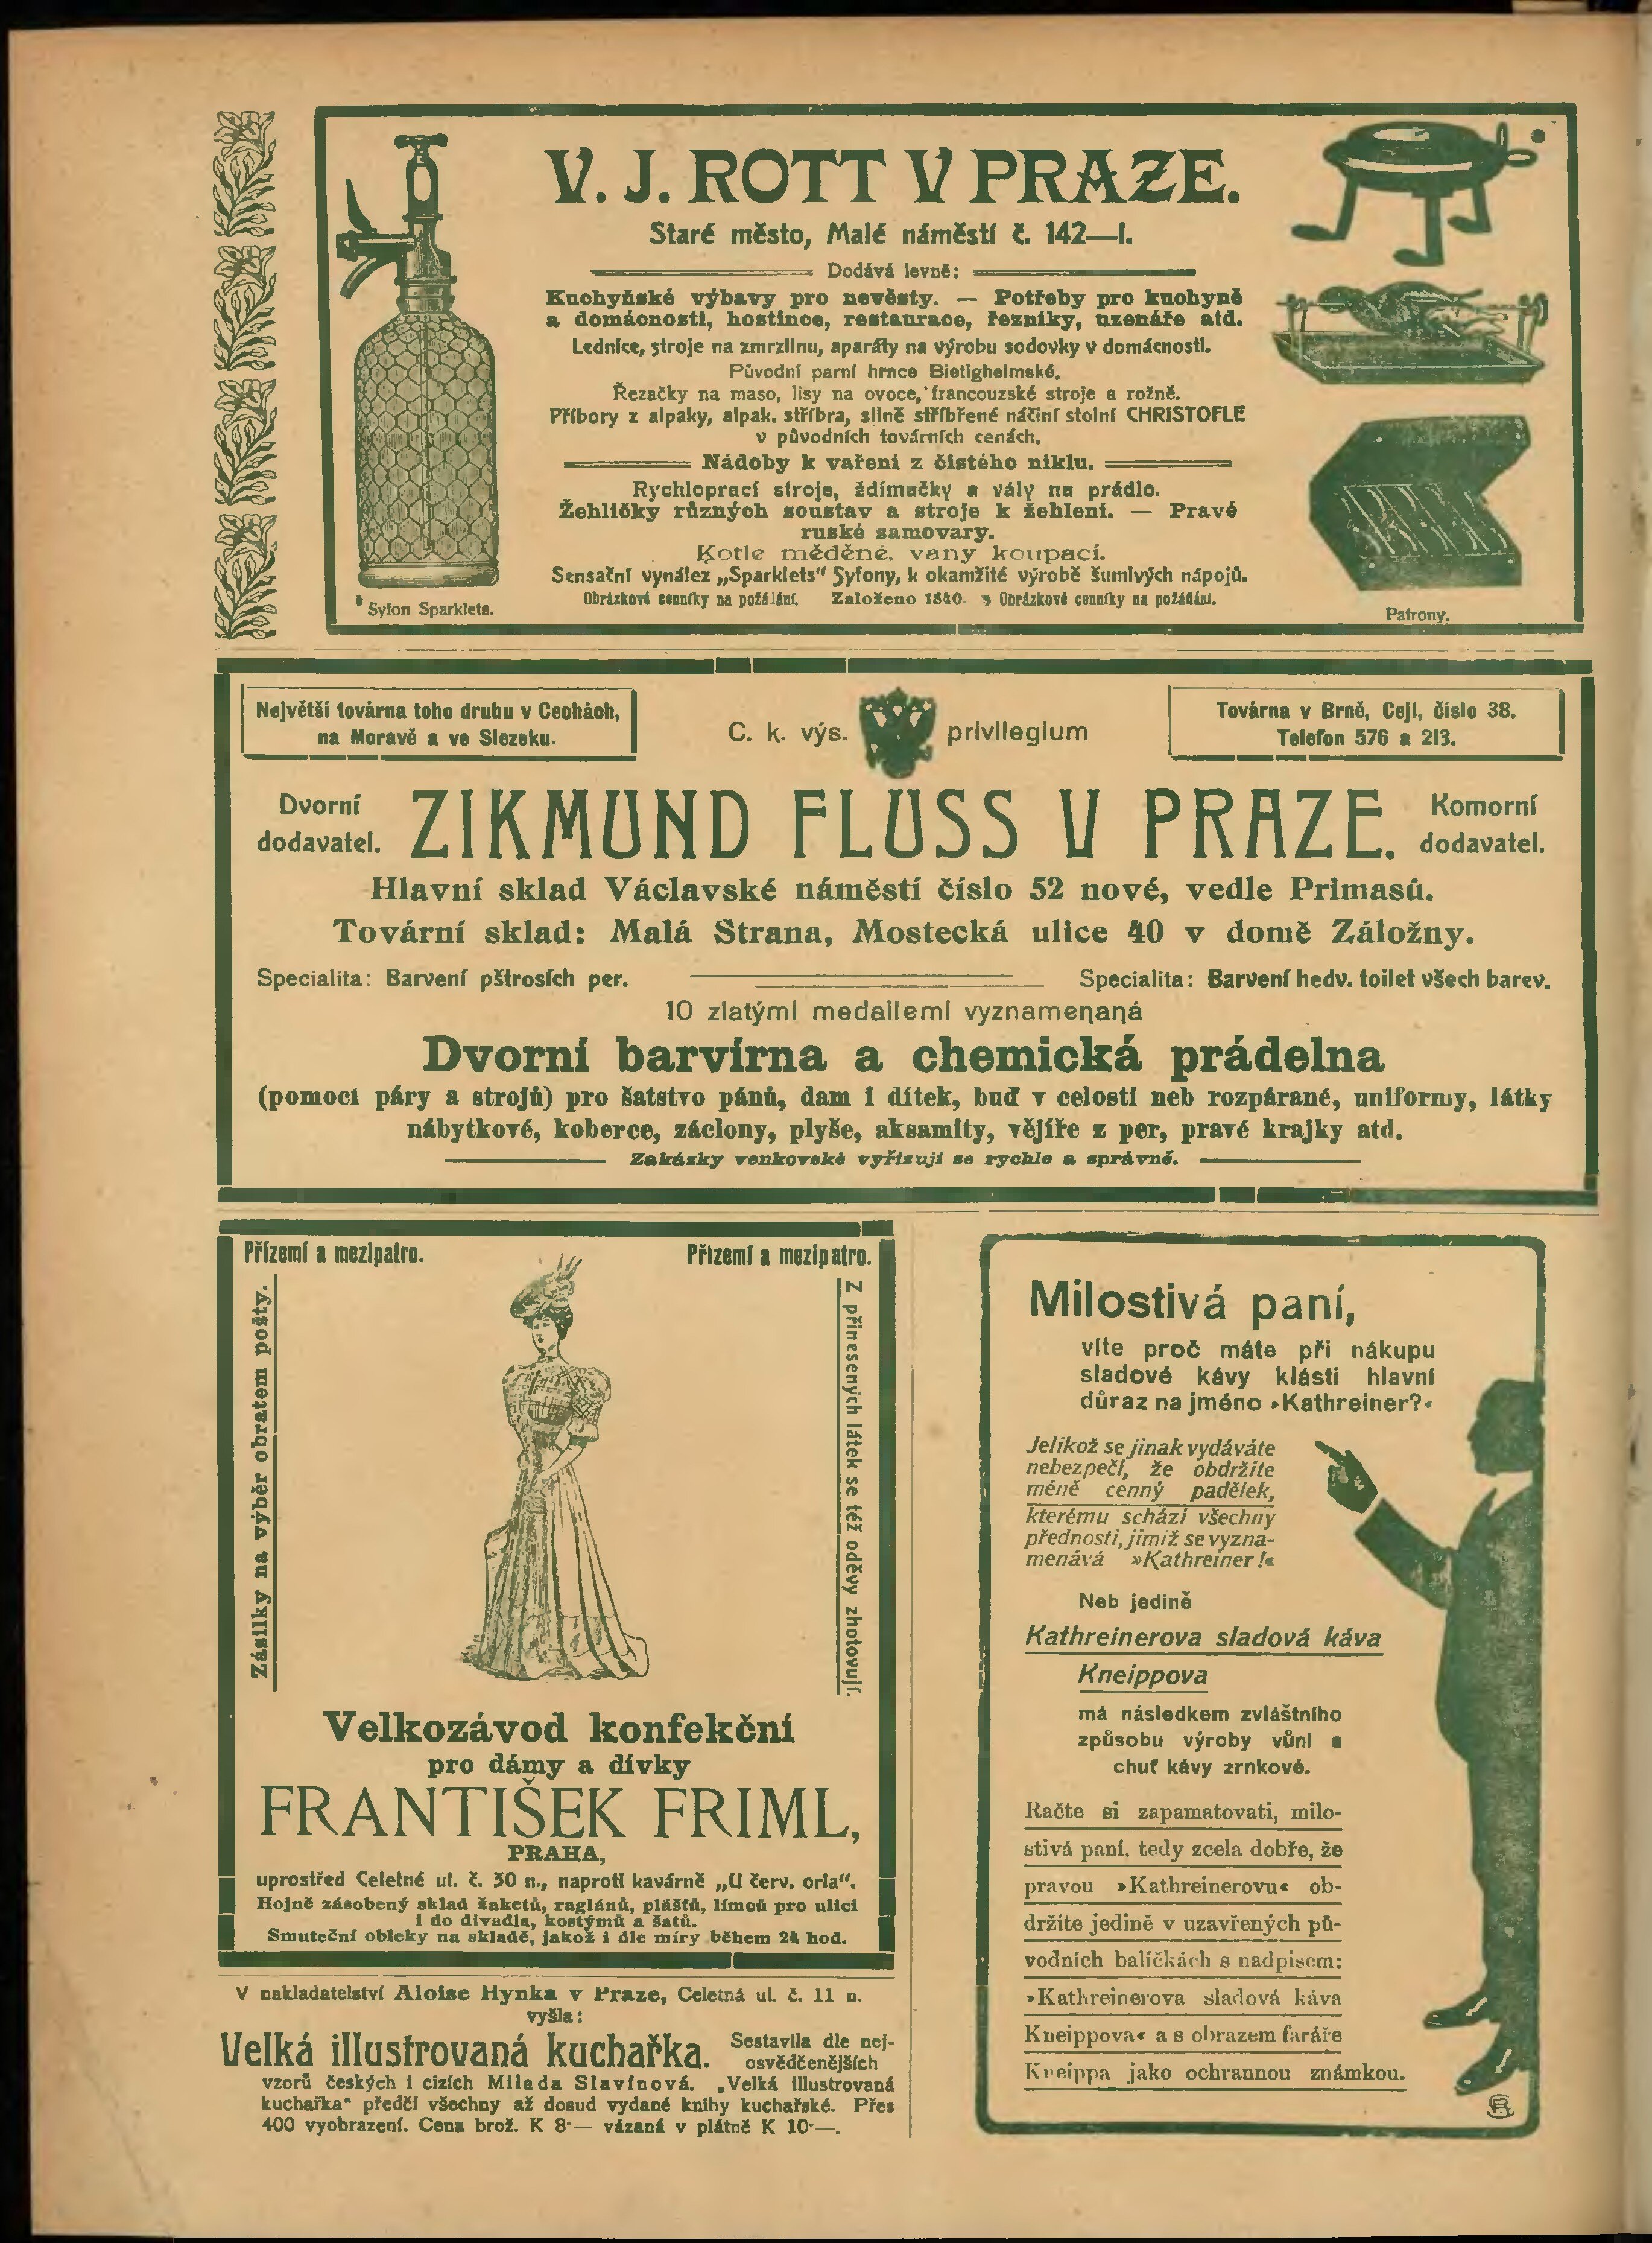 V. J. ROTT V PRAZE.
Staré město, Malé náměstí č. 142—I.
Dodává levně:
Kuchyňské výbavy pro nevěsty. — Potřeby pro kuchyně
a domácnosti, hostince, restaurace, řezníky, uzenáře atd.
Lednice, stroje na zmrzlinu, aparáty na výrobu sodovky v domácnosti.
Původní parní hrnce Bietigheimské.
Řezačky na maso, lisy na ovoce, francouzské stroje a rožně.
Příbory z alpaky, alpak. stříbra, silně stříbřené náčiní stolní CHRISTOFLE
v původních továrních cenách.
Nádoby k vaření z čistého niklu.
Rychloprací stroje, ždímačky a vály na prádlo.
Žehličky různých soustav a stroje k žehlení. — Pravé
ruské samovary.
Kotle měděné, vany koupací.
Sensační vynález „Sparklets" Syfony, k okamžité výrobě šumivých nápojů.
Obrázkové cenníky na požádání. Založeno 1840. Obrázkové cenníky na požádání.
Syfon Sparklets.
Patrony.
Největší továrna toho druhu v Čechách,
na Moravě a ve Slezsku.
C. k. výs. privilegium
Továrna v Brně, Cejl, číslo 38.
Telefon 576 a 213.
Dvorní
dodavatel.
ZIKMUND FLUSS V PRAZE.
Komorní
dodavatel.
Hlavní sklad Václavské náměstí číslo 52 nové, vedle Primasů.
Tovární sklad: Malá Strana, Mostecká ulice 40 v domě Záložny.
Specialita: Barvení pštrosích per.
Specialita: Barvení hedv. toilet všech barev.
10 zlatými medailemi vyznamenaná
Dvorní barvírna a chemická prádelna
(pomocí páry a strojů) pro šatstvo pánů, dam i dítek, buď v celosti neb rozpárané, uniformy, látky
nábytkové, koberce, záclony, plyše, aksamity, vějíře z per, pravé krajky atd.
Zakázky venkovské vyřizují se rychle a správně.
Přízemí a mezipatro.
Přízemí a mezipatro.
Zásilky na výběr obratem pošty.
Z přinesených látek se též oděvy zhotovují.
Velkozávod konfekční
pro dámy a dívky
FRANTIŠEK FRIML,
PRAHA,
uprostřed Celetné ul. č. 30 n., naproti kavárně „U červ. orla".
Hojně zásobený sklad žaketů, raglánů, plášťů, límců pro ulici
i do divadla, kostýmů a šatů.
Smuteční obleky na skladě, jakož i dle míry během 24 hod.
V nakladatelství Aloise Hynka v Praze, Celetná ul. č. 11 n.
vyšla:
Velká illustrovaná kuchařka. Sestavila dle nej-
osvědčenějších
vzorů českých i cizích Milada Slavínová. „Velká illustrovaná
kuchařka" předčí všechny až dosud vydané knihy kuchařské. Přes
400 vyobrazení. Cena brož. K 8·— vázaná v plátně K 10·—.
Milostivá paní,
víte proč máte při nákupu
sladové kávy klásti hlavní
důraz na jméno »Kathreiner?«
Jelikož se jinak vydáváte
nebezpečí, že obdržíte
méně cenný padělek,
kterému schází všechny
přednosti, jimiž se vyzna-
menává »Kathreiner!«
Neb jedině
Kathreinerova sladová káva
Kneippova
má následkem zvláštního
způsobu výroby vůni a
chuť kávy zrnkové.
Račte si zapamatovati, milo-
stivá paní, tedy zcela dobře, že
pravou »Kathreinerovu« ob-
držíte jedině v uzavřených pů-
vodních balíčkách s nadpisem:
»Kathreinerova sladová káva
Kneippova« a s obrazem faráře
Kneippa jako ochrannou známkou.